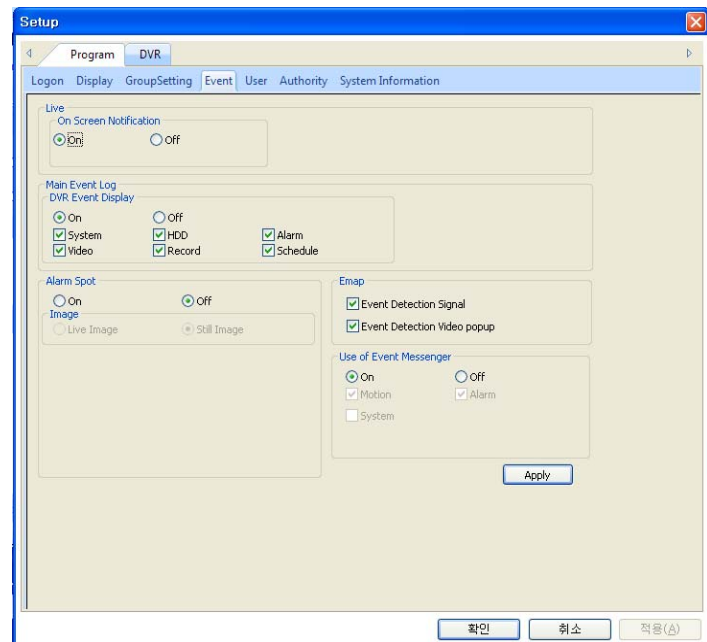 Setup
Program DVR
Logon Display GroupSetting Event User Authority System Information
Live
On Screen Notification
On Off
Main Event Log
DVR Event Display
On Off
System HDD Alarm
Video Record Schedule
Alarm Spot
On Off
Image
Live Image Still Image
Emap
Event Detection Signal
Event Detection Video popup
Use of Event Messenger
On Off
Motion Alarm
System
Apply
확인 취소 적용(A)